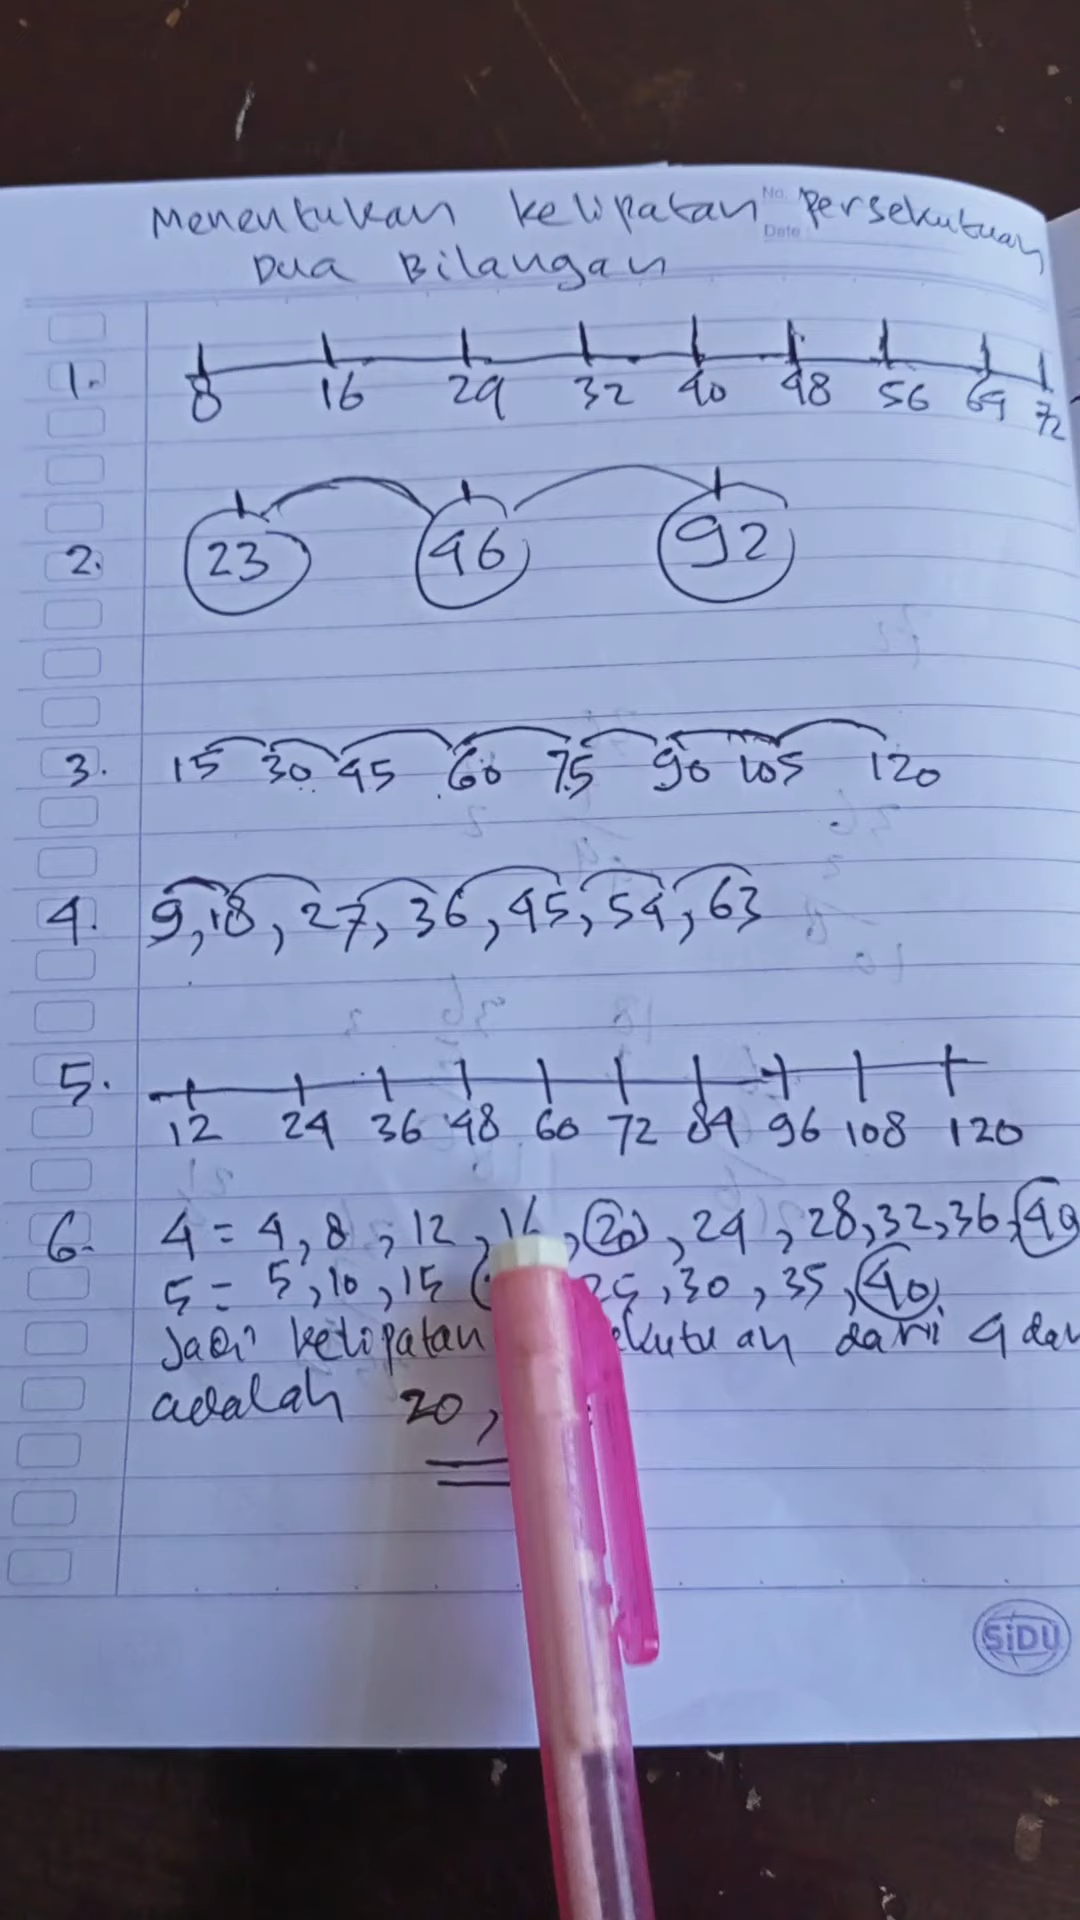 No.
Menentukan kelipatan Persekutuan
Date
Dua Bilangan
1. 8 16 24 32 40 48 56 64 72
2. 23 46 92
3. 15 30 45 60 75 90 105 120
4. 9, 18, 27, 36, 45, 54, 63
5. 12 24 36 48 60 72 84 96 108 120
6. 4 = 4, 8, 12, 16, 20, 24, 28, 32, 36, 40
5 = 5, 10, 15 25, 30, 35, 40
Jadi kelipatan dari 4 dan
adalah 20,
SiDU